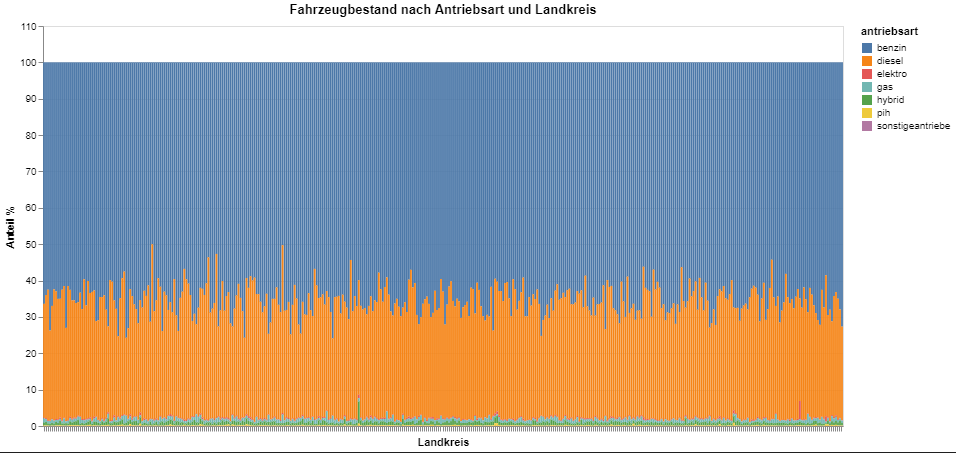 Fahrzeugbestand nach Antriebsart und Landkreis
110
100
90
80
70
60
50
40
30
20
10
0
Anteil %
Landkreis
antriebsart
benzin
diesel
elektro
gas
hybrid
pih
sonstigeantriebe